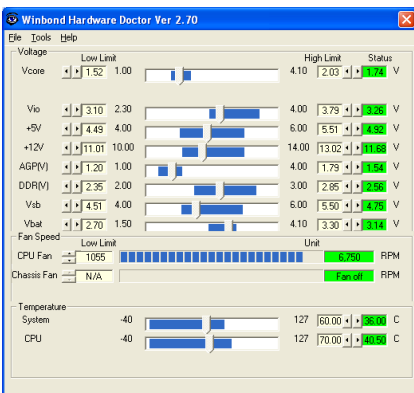 Winbond Hardware Doctor Ver 2.70
File Tools Help
Voltage
Low Limit High Limit Status
Vcore 1.52 1.00 4.10 2.03 1.74 V
Vio 3.10 2.30 4.00 3.79 3.26 V
+5V 4.49 4.00 6.00 5.51 4.92 V
+12V 11.01 10.00 14.00 13.02 11.68 V
AGP(V) 1.20 1.00 4.00 1.79 1.54 V
DDR(V) 2.35 2.00 3.00 2.85 2.56 V
Vsb 4.51 4.00 6.00 5.50 4.75 V
Vbat 2.70 1.50 4.10 3.30 3.14 V
Fan Speed
Low Limit Unit
CPU Fan 1055 6,750 RPM
Chassis Fan N/A Fan off RPM
Temperature
System -40 127 60.00 36.00 C
CPU -40 127 70.00 40.50 C